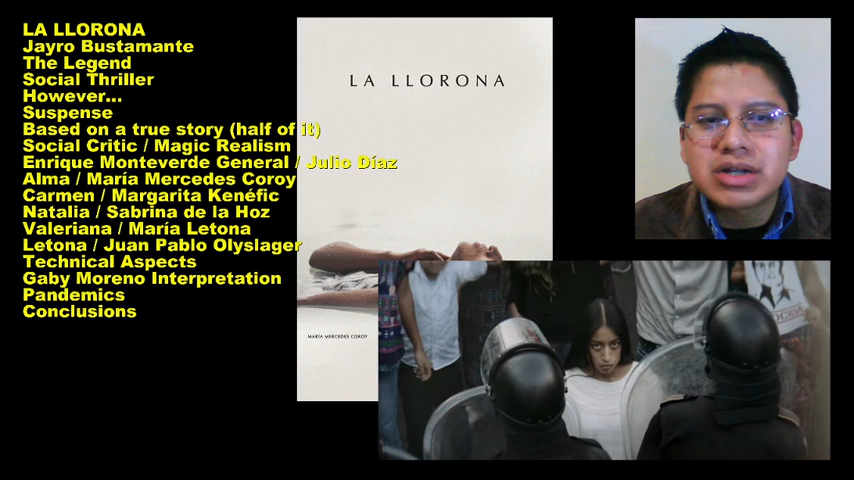 LA LLORONA
Jayro Bustamante
The Legend
Social Thriller
However...
Suspense
Based on a true story (half of it)
Social Critic / Magic Realism
Enrique Monteverde General / Julio Díaz
Alma / María Mercedes Coroy
Carmen / Margarita Kenéfic
Natalia / Sabrina de la Hoz
Valeriana / María Letona
Letona / Juan Pablo Olyslager
Technical Aspects
Gaby Moreno Interpretation
Pandemics
Conclusions
LA LLORONA
MARÍA MERCEDES COROY